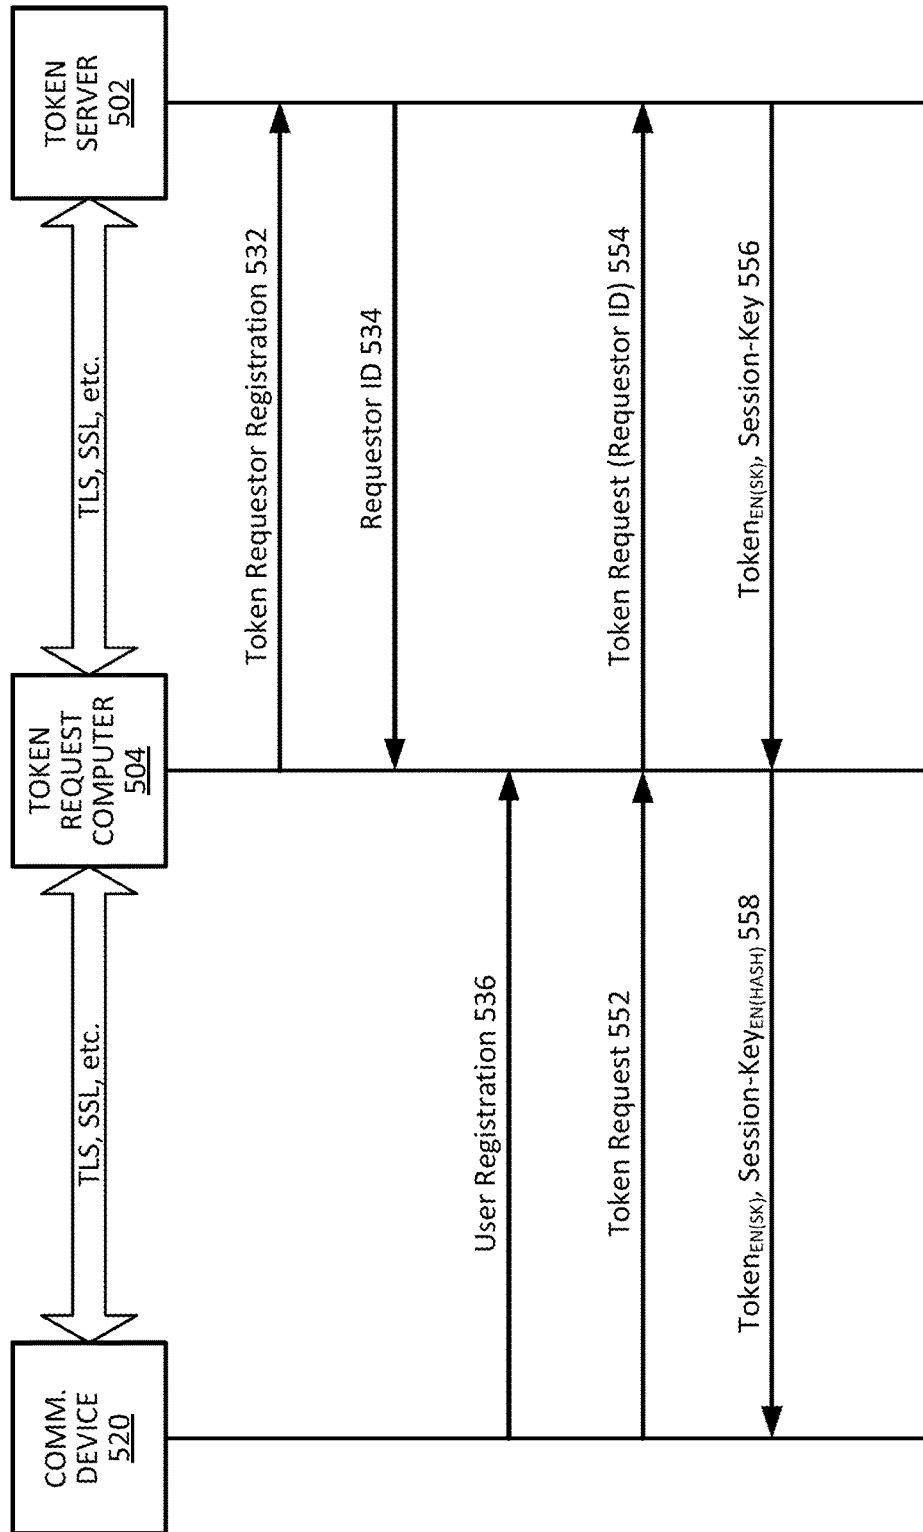 COMM.
DEVICE
520
TLS, SSL, etc.
TOKEN
REQUEST
COMPUTER
504
TLS, SSL, etc.
TOKEN
SERVER
502
Token Requestor Registration 532
Requestor ID 534
User Registration 536
Token Request 552
Token Request (Requestor ID) 554
TokenEN(SK), Session-Key 556
TokenEN(SK), Session-KeyEN(HASH) 558